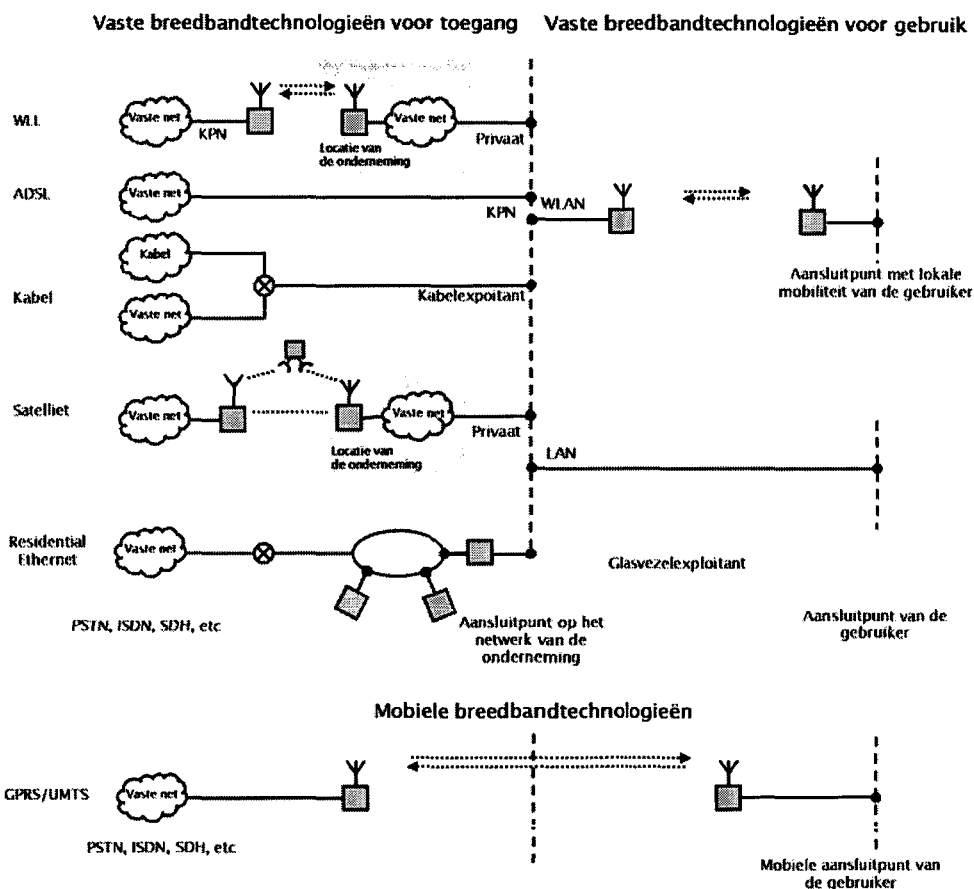 Vaste breedbandtechnologieën voor toegang
Vaste breedbandtechnologieën voor gebruik
WLL
Vaste net
KPN
Locatie van
de onderneming
Vaste net
Privaat
ADSL
Vaste net
KPN
WLAN
Kabel
Kabel
Vaste net
Kabelexpoitant
Aansluitpunt met lokale
mobiliteit van de gebruiker
Satelliet
Vaste net
Locatie van
de onderneming
Vaste net
Privaat
LAN
Residential
Ethernet
Vaste net
Glasvezelexploitant
PSTN, ISDN, SDH, etc
Aansluitpunt op het
netwerk van de
onderneming
Aansluitpunt van de
gebruiker
Mobiele breedbandtechnologieën
GPRS/UMTS
Vaste net
PSTN, ISDN, SDH, etc
Mobiele aansluitpunt van
de gebruiker